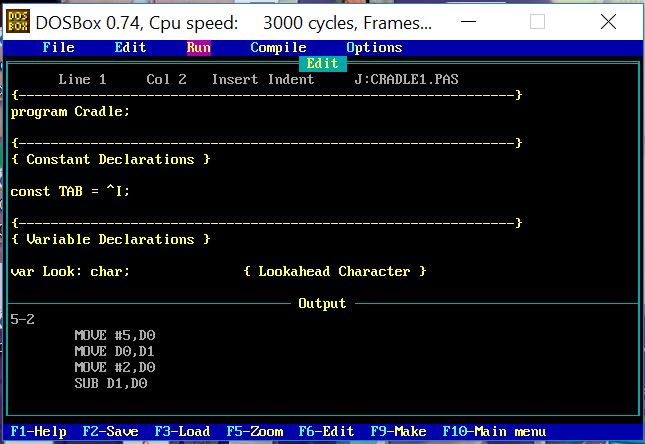 DOS BOX DOSBox 0.74, Cpu speed: 3000 cycles, Frames...
File Edit Run Compile Options
Edit
Line 1 Col 2 Insert Indent J:CRADLE1.PAS
{--------------------------------------------------------------}
program Cradle;
{--------------------------------------------------------------}
{ Constant Declarations }
const TAB = ^I;
{--------------------------------------------------------------}
{ Variable Declarations }
var Look: char; { Lookahead Character }
Output
5-2
MOVE #5,D0
MOVE D0,D1
MOVE #2,D0
SUB D1,D0
F1-Help F2-Save F3-Load F5-Zoom F6-Edit F9-Make F10-Main menu